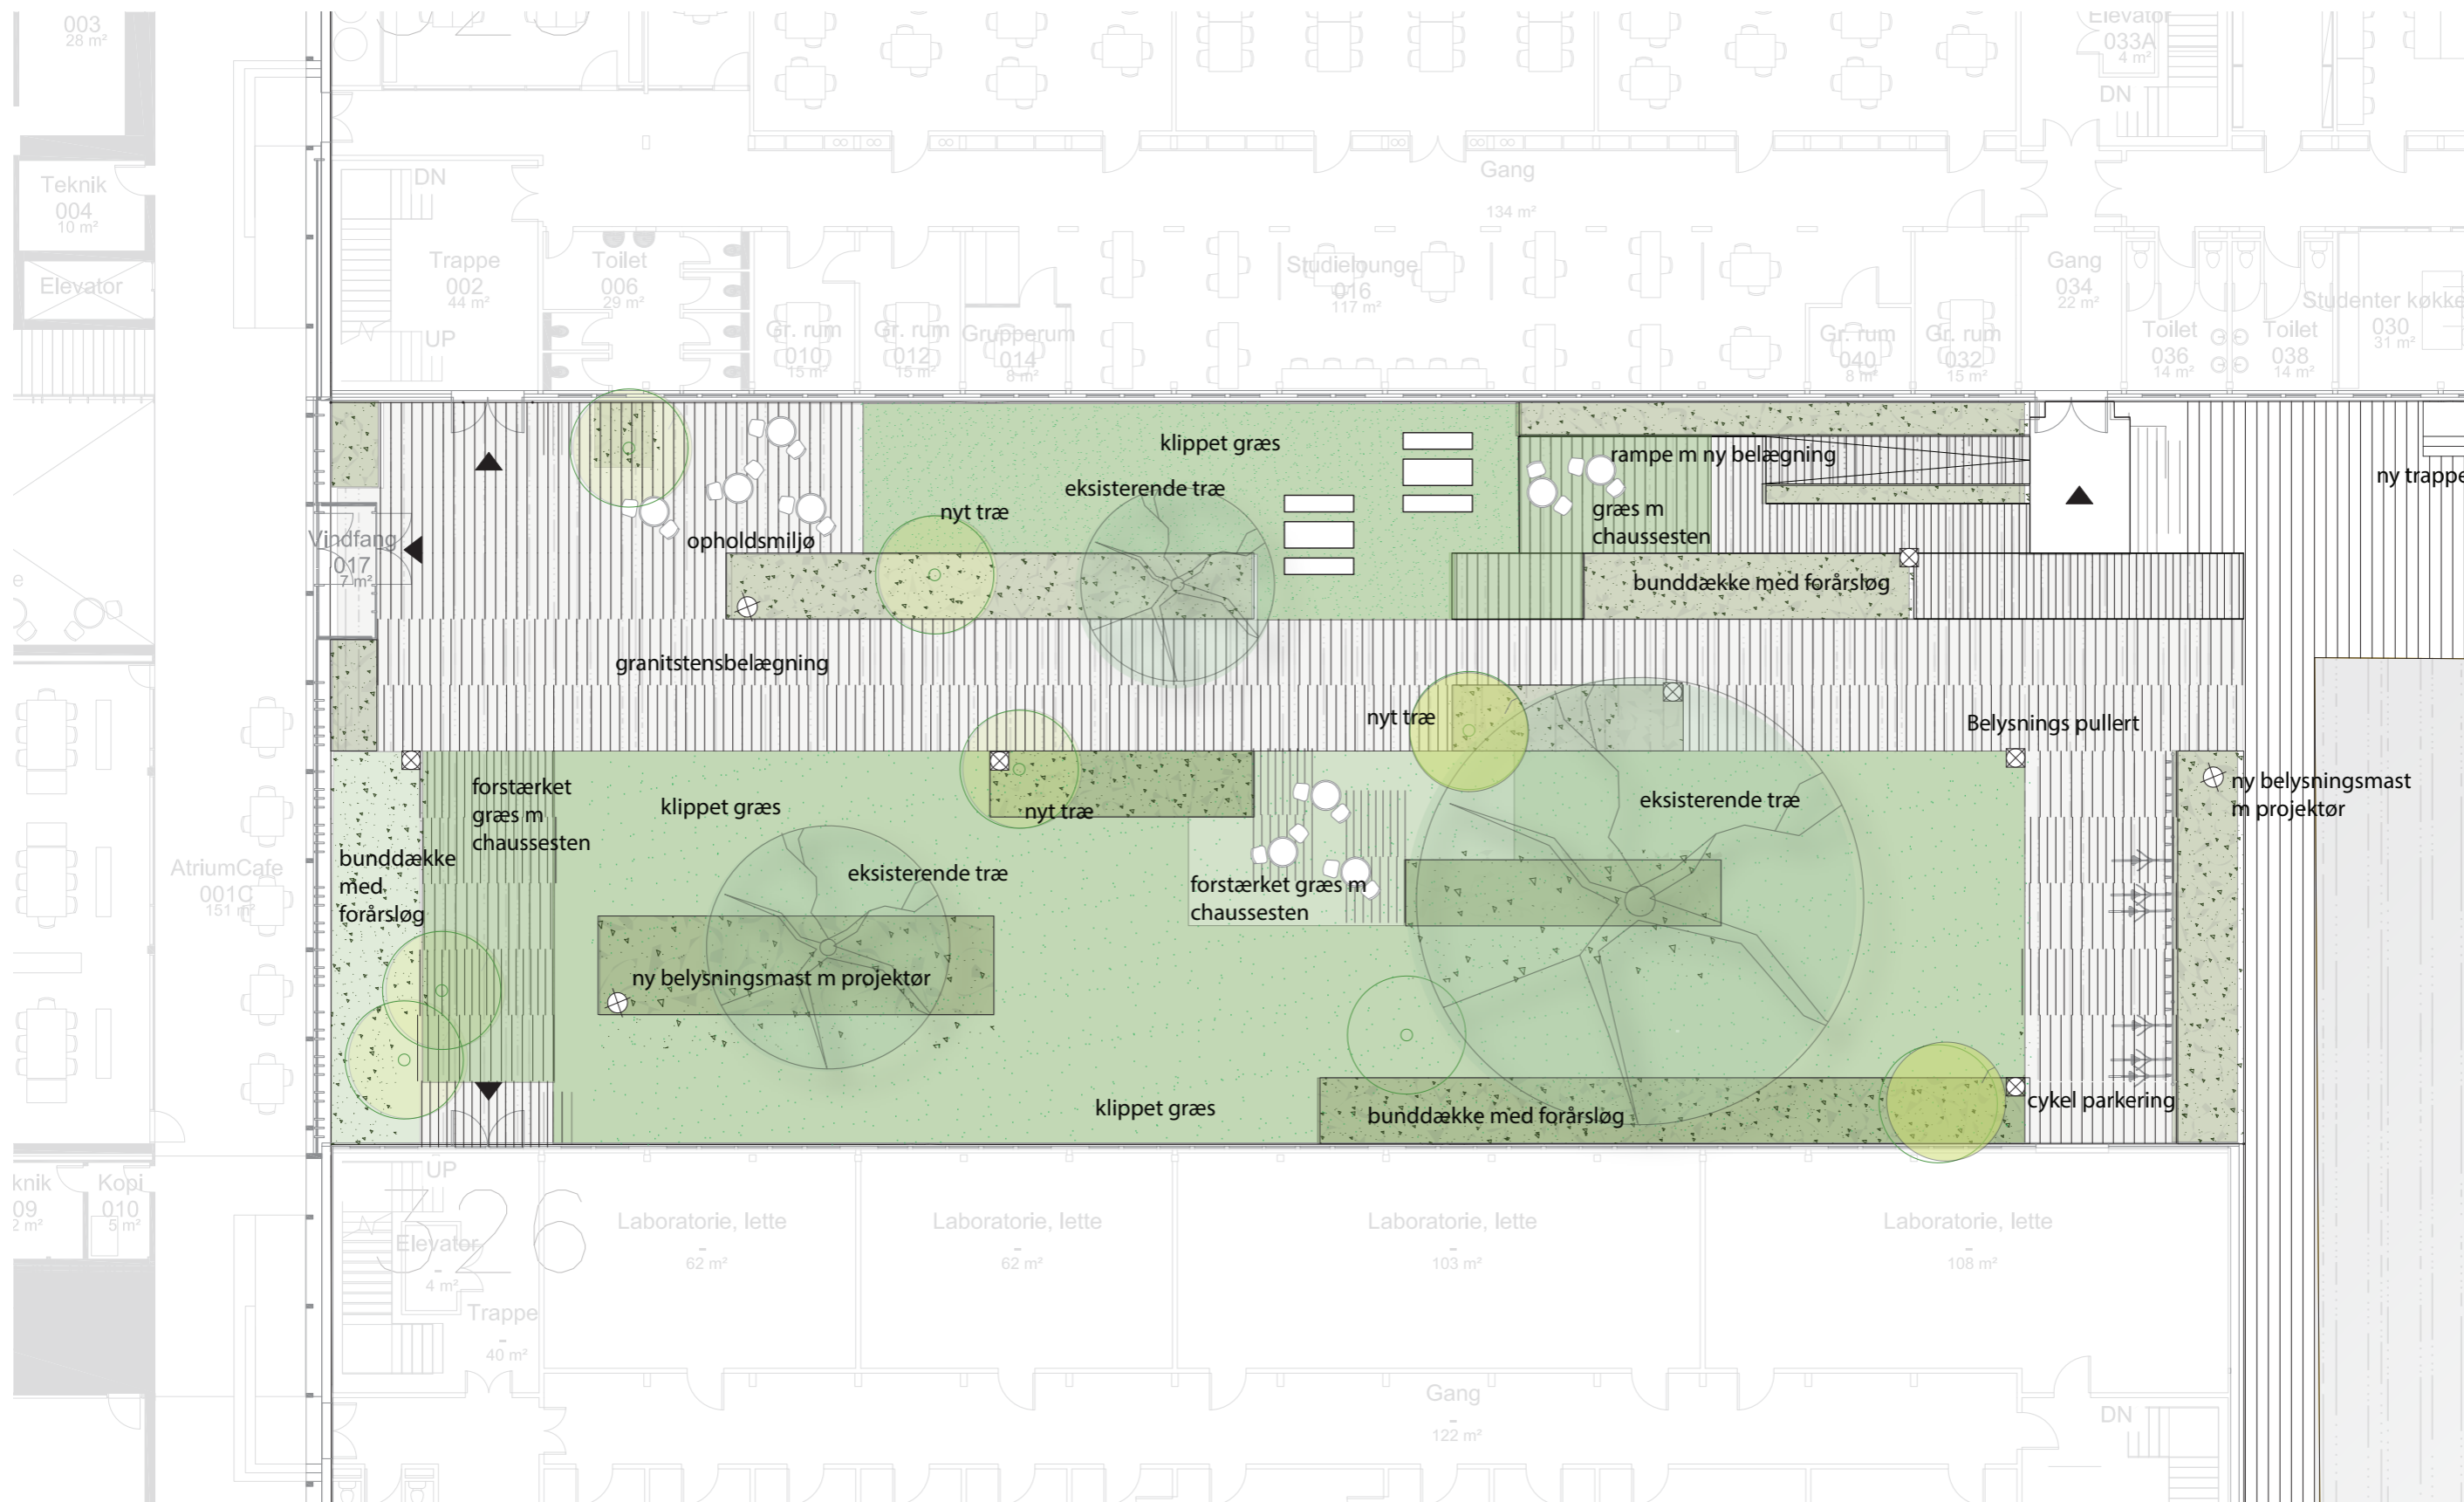 003
28 m²
Elevator
033A
4 m²
DN
Teknik
004
10 m²
DN
Gang
134 m²
Elevator
Trappe
002
44 m²
UP
Toilet
006
29 m²
Gr. rum
010
15 m²
Gr. rum
012
15 m²
Grupperum
014
8 m²
Studielounge
016
117 m²
Gr. rum
040
8 m²
Gr. rum
032
15 m²
Gang
034
22 m²
Toilet
036
14 m²
Toilet
038
14 m²
Studenter køkke
030
31 m²
klippet græs
eksisterende træ
nyt træ
opholdsmiljø
rampe m ny belægning
græs m
chaussesten
bunddække med forårsløg
ny trappe
Vindfang
017
7 m²
granitstensbelægning
nyt træ
Belysnings pullert
forstærket
græs m
chaussesten
klippet græs
nyt træ
eksisterende træ
ny belysningsmast
m projektør
bunddække
med
forårsløg
eksisterende træ
forstærket græs m
chaussesten
AtriumCafe
001C
151 m²
ny belysningsmast m projektør
klippet græs
bunddække med forårsløg
cykel parkering
knik
09
2 m²
Kopi
010
5 m²
UP
326
Elevator
-
4 m²
Trappe
-
40 m²
Laboratorie, lette
-
62 m²
Laboratorie, lette
-
62 m²
Laboratorie, lette
-
103 m²
Laboratorie, lette
-
108 m²
Gang
-
122 m²
DN